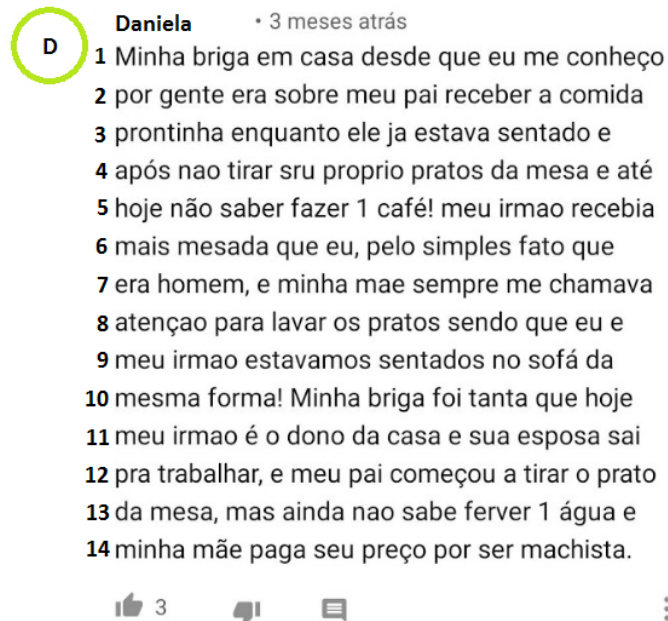 D
Daniela • 3 meses atrás
1 Minha briga em casa desde que eu me conheço
2 por gente era sobre meu pai receber a comida
3 prontinha enquanto ele ja estava sentado e
4 após nao tirar sru proprio pratos da mesa e até
5 hoje não saber fazer 1 café! meu irmao recebia
6 mais mesada que eu, pelo simples fato que
7 era homem, e minha mae sempre me chamava
8 atençao para lavar os pratos sendo que eu e
9 meu irmao estavamos sentados no sofá da
10 mesma forma! Minha briga foi tanta que hoje
11 meu irmao é o dono da casa e sua esposa sai
12 pra trabalhar, e meu pai começou a tirar o prato
13 da mesa, mas ainda nao sabe ferver 1 água e
14 minha mãe paga seu preço por ser machista.
3